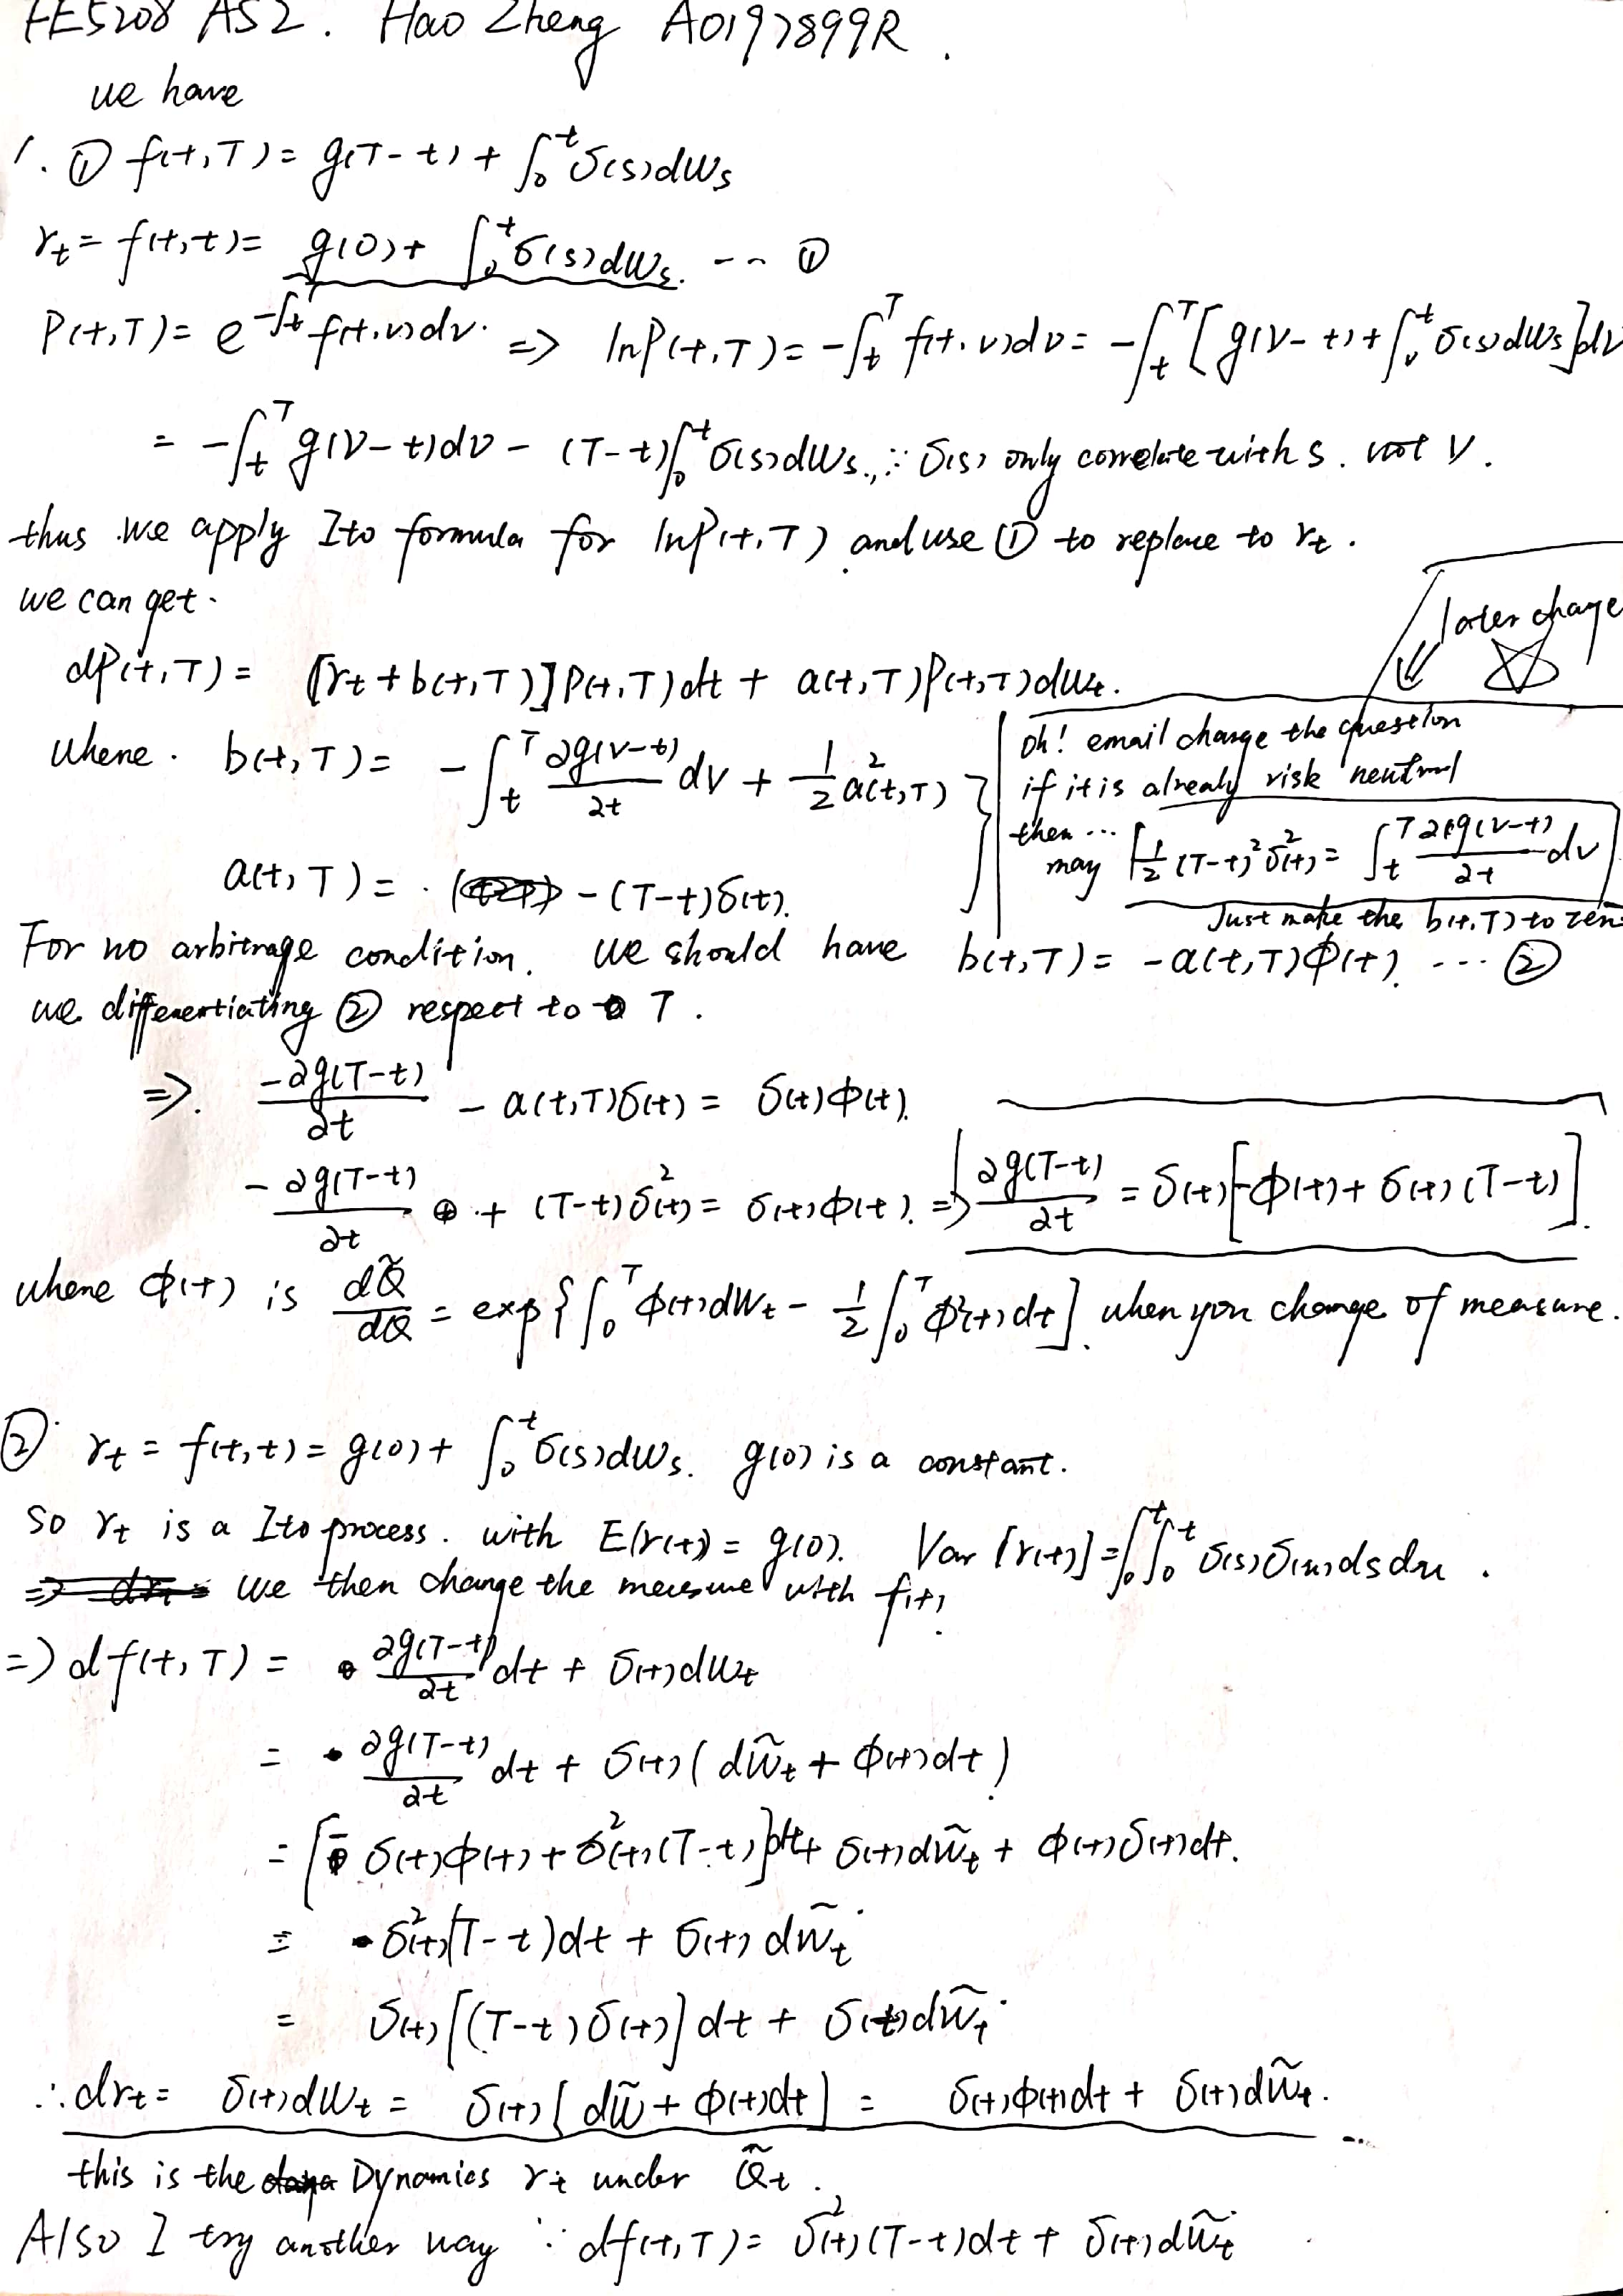 FE5208 AS2. Hao Zheng A0197899R.
we have
1. ① f(t,T) = g(T-t) + ∫₀ᵗ σ(s)dWs
rt = f(t,t) = g(0) + ∫₀ᵗ σ(s)dWs. --- ①
P(t,T) = e^{-∫ₜᵀ f(t,v)dv}. => lnP(t,T) = -∫ₜᵀ f(t,v)dv = -∫ₜᵀ [g(v-t) + ∫ᵥᵗ σ(s)dWs]dv
= -∫ₜᵀ g(v-t)dv - (T-t)∫₀ᵗ σ(s)dWs., ∵ σ(s) only correlate with s. not v.
thus we apply Ito formula for lnP(t,T) and use ① to replace to rt.
we can get.
later change
dP(t,T) = [rt + b(t,T)]P(t,T)dt + a(t,T)P(t,T)dWt.
where. b(t,T) = -∫ₜᵀ ∂g(v-t)/∂t dv + 1/2 a²(t,T)
a(t,T) = -(T-t)σ(t).
oh! email change the question
if it is already risk neutral
then ...
may 1/2 (T-t)²σ²(t) = ∫ₜᵀ ∂g(v-t)/∂t dv
Just make the b(t,T) to zero
For no arbitrage condition. we should have b(t,T) = -a(t,T)ϕ(t). ... ②
we differentiating ② respect to T.
=>. -∂g(T-t)/∂t - a(t,T)σ(t) = σ(t)ϕ(t).
-∂g(T-t)/∂t + (T-t)σ²(t) = σ(t)ϕ(t). => ∂g(T-t)/∂t = σ(t)[-ϕ(t) + σ(t)(T-t)].
where ϕ(t) is dQ̃/dQ = exp{∫₀ᵀ ϕ(t)dWt - 1/2 ∫₀ᵀ ϕ²(t)dt}. when you change of measure.
② rt = f(t,t) = g(0) + ∫₀ᵗ σ(s)dWs. g(0) is a constant.
So rt is a Ito process. with E(r(t)) = g(0). Var[r(t)] = ∫₀ᵗ∫₀ᵗ σ(s)σ(u)dsdu.
we then change the measure with f(t)
=> df(t,T) = ∂g(T-t)/∂t dt + σ(t)dWt
= ∂g(T-t)/∂t dt + σ(t)(dW̃t + ϕ(t)dt)
= [-σ(t)ϕ(t) + σ²(t)(T-t)]dt + σ(t)dW̃t + ϕ(t)σ(t)dt.
= σ²(t)(T-t)dt + σ(t)dW̃t
= σ(t)[(T-t)σ(t)]dt + σ(t)dW̃t.
∴ drt = σ(t)dWt = σ(t)[dW̃ + ϕ(t)dt] = σ(t)ϕ(t)dt + σ(t)dW̃t. ...
this is the Dynamics rt under Q̃t.
Also I try another way ∵ df(t,T) = σ²(t)(T-t)dt + σ(t)dW̃t